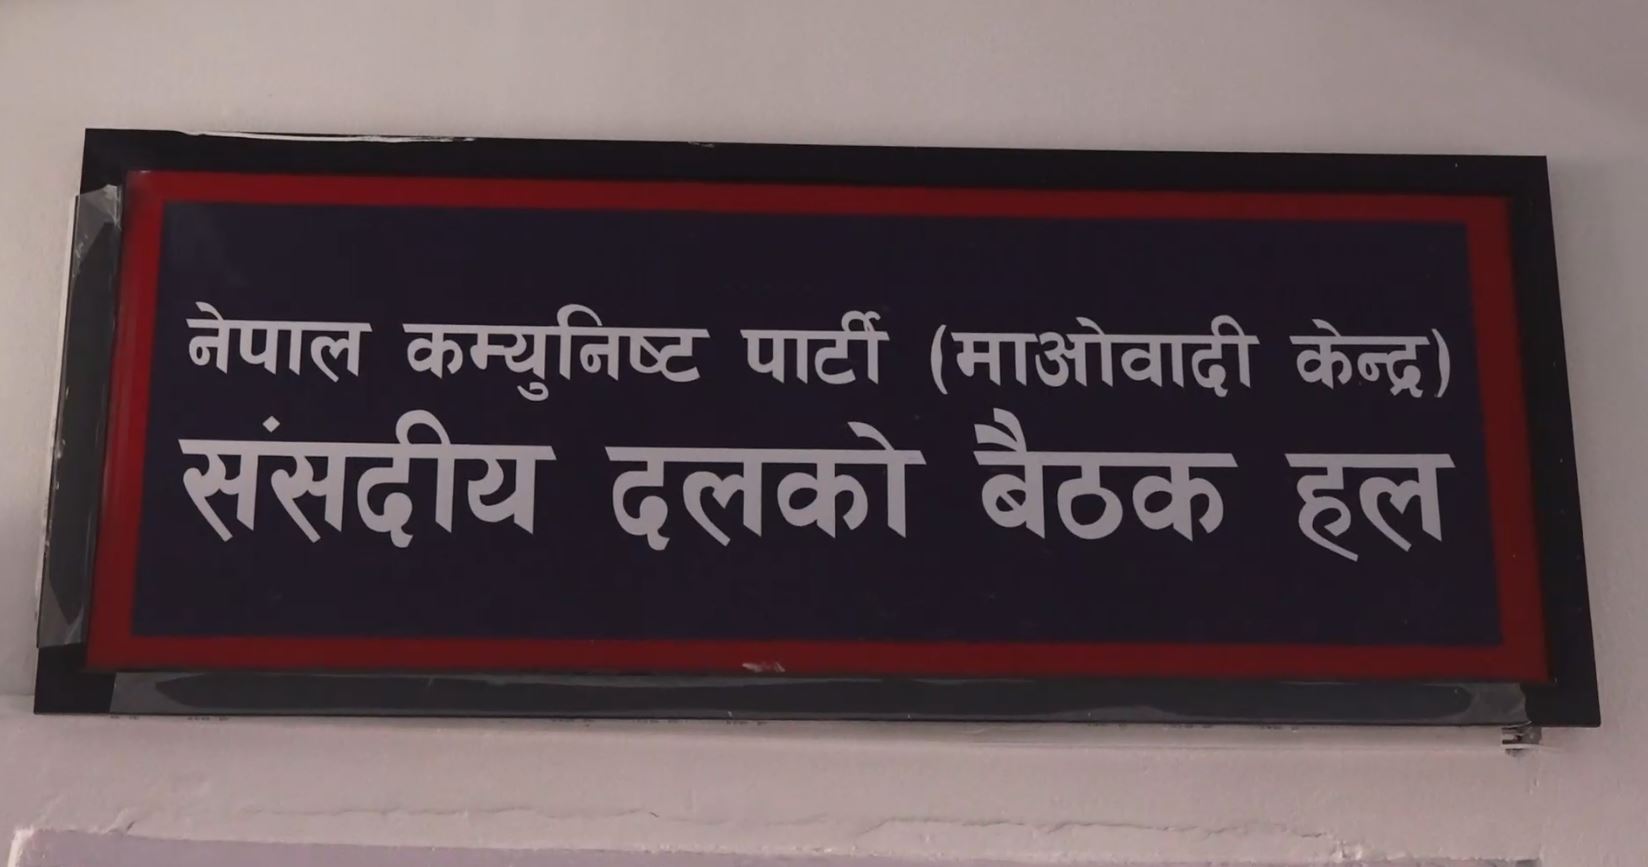 नेपाल कम्युनिष्ट पार्टी (माओवादी केन्द्र)
संसदीय दलको बैठक हल